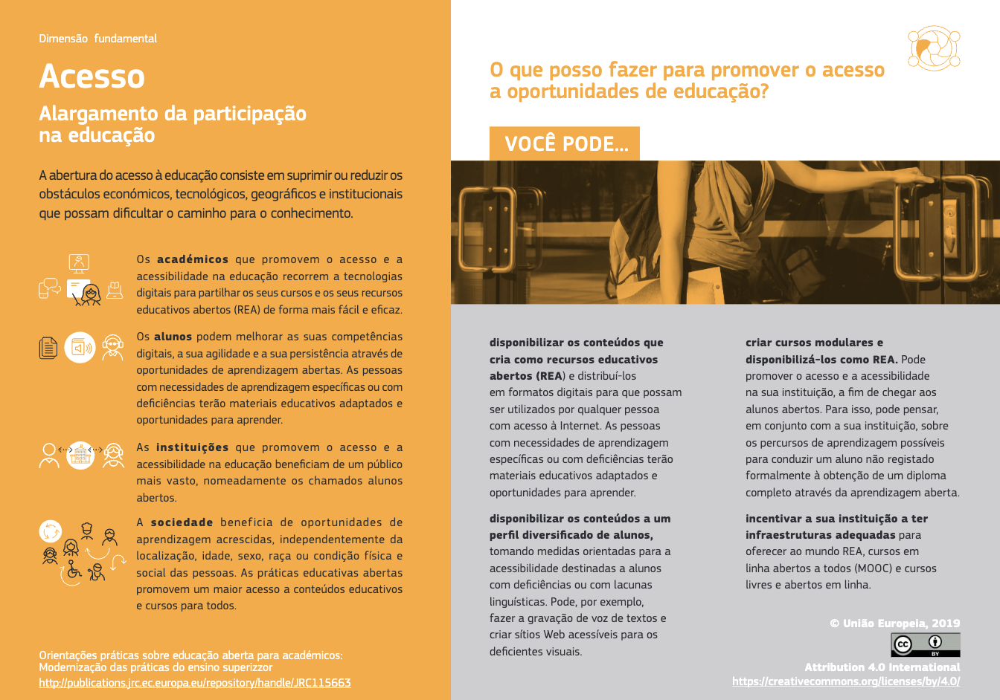 Dimensão fundamental
Acesso
Alargamento da participação
na educação
A abertura do acesso à educação consiste em suprimir ou reduzir os
obstáculos económicos, tecnológicos, geográficos e institucionais
que possam dificultar o caminho para o conhecimento.
Os académicos que promovem o acesso e a
acessibilidade na educação recorrem a tecnologias
digitais para partilhar os seus cursos e os seus recursos
educativos abertos (REA) de forma mais fácil e eficaz.
Os alunos podem melhorar as suas competências
digitais, a sua agilidade e a sua persistência através de
oportunidades de aprendizagem abertas. As pessoas
com necessidades de aprendizagem específicas ou com
deficiências terão materiais educativos adaptados e
oportunidades para aprender.
As instituições que promovem o acesso e a
acessibilidade na educação beneficiam de um público
mais vasto, nomeadamente os chamados alunos
abertos.
A sociedade beneficia de oportunidades de
aprendizagem acrescidas, independentemente da
localização, idade, sexo, raça ou condição física e
social das pessoas. As práticas educativas abertas
promovem um maior acesso a conteúdos educativos
e cursos para todos.
Orientações práticas sobre educação aberta para académicos:
Modernização das práticas do ensino superizzor
http://publications.jrc.ec.europa.eu/repository/handle/JRC115663
O que posso fazer para promover o acesso
a oportunidades de educação?
VOCÊ PODE...
disponibilizar os conteúdos que
cria como recursos educativos
abertos (REA) e distribuí-los
em formatos digitais para que possam
ser utilizados por qualquer pessoa
com acesso à Internet. As pessoas
com necessidades de aprendizagem
específicas ou com deficiências terão
materiais educativos adaptados e
oportunidades para aprender.
disponibilizar os conteúdos a um
perfil diversificado de alunos,
tomando medidas orientadas para a
acessibilidade destinadas a alunos
com deficiências ou com lacunas
linguísticas. Pode, por exemplo,
fazer a gravação de voz de textos e
criar sítios Web acessíveis para os
deficientes visuais.
criar cursos modulares e
disponibilizá-los como REA. Pode
promover o acesso e a acessibilidade
na sua instituição, a fim de chegar aos
alunos abertos. Para isso, pode pensar,
em conjunto com a sua instituição, sobre
os percursos de aprendizagem possíveis
para conduzir um aluno não registado
formalmente à obtenção de um diploma
completo através da aprendizagem aberta.
incentivar a sua instituição a ter
infraestruturas adequadas para
oferecer ao mundo REA, cursos em
linha abertos a todos (MOOC) e cursos
livres e abertos em linha.
© União Europeia, 2019
cc
BY
Attribution 4.0 International
https://creativecommons.org/licenses/by/4.0/